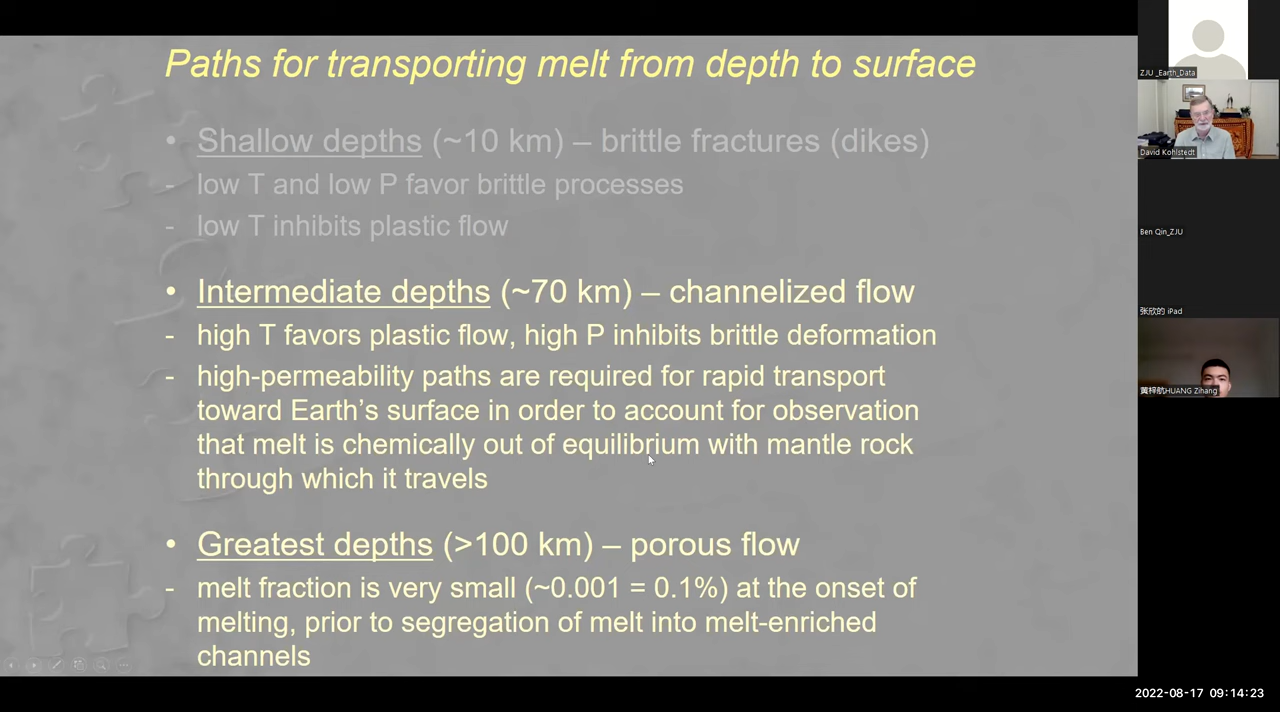 Paths for transporting melt from depth to surface
• Shallow depths (~10 km) – brittle fractures (dikes)
- low T and low P favor brittle processes
- low T inhibits plastic flow
• Intermediate depths (~70 km) – channelized flow
- high T favors plastic flow, high P inhibits brittle deformation
- high-permeability paths are required for rapid transport
toward Earth’s surface in order to account for observation
that melt is chemically out of equilibrium with mantle rock
through which it travels
• Greatest depths (>100 km) – porous flow
- melt fraction is very small (~0.001 = 0.1%) at the onset of
melting, prior to segregation of melt into melt-enriched
channels
ZJU _Earth_Data
David Kohlstedt
Ben Qin_ZJU
张欣的 iPad
黄梓航HUANG Zihang
2022-08-17 09:14:23